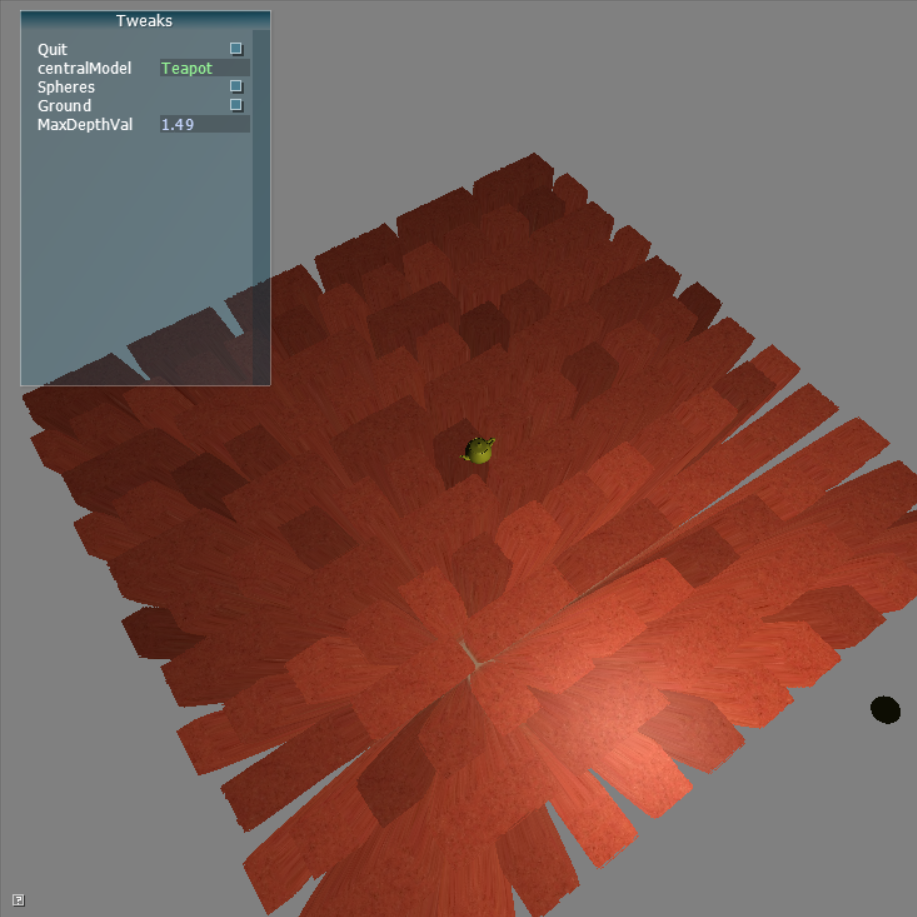 Tweaks
Quit
centralModel Teapot
Spheres
Ground
MaxDepthVal 1.49
?